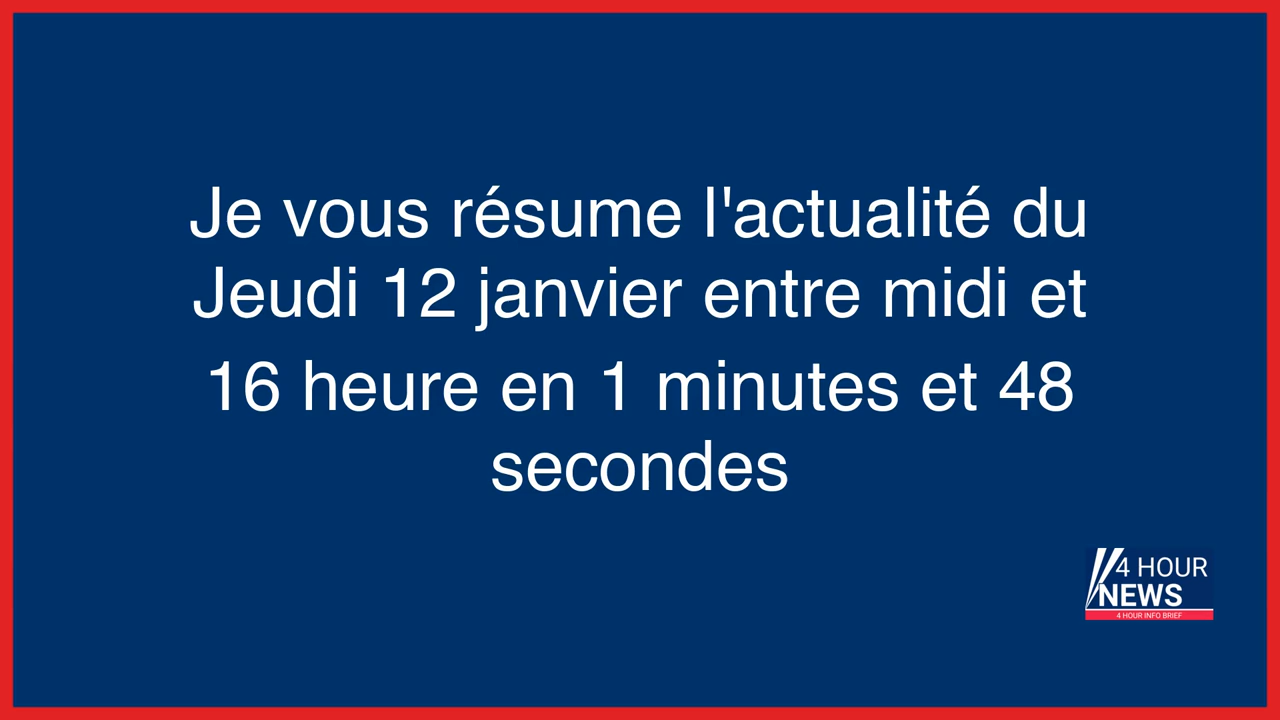 Je vous résume l'actualité du
Jeudi 12 janvier entre midi et
16 heure en 1 minutes et 48
secondes
4 HOUR
NEWS
4 HOUR INFO BRIEF